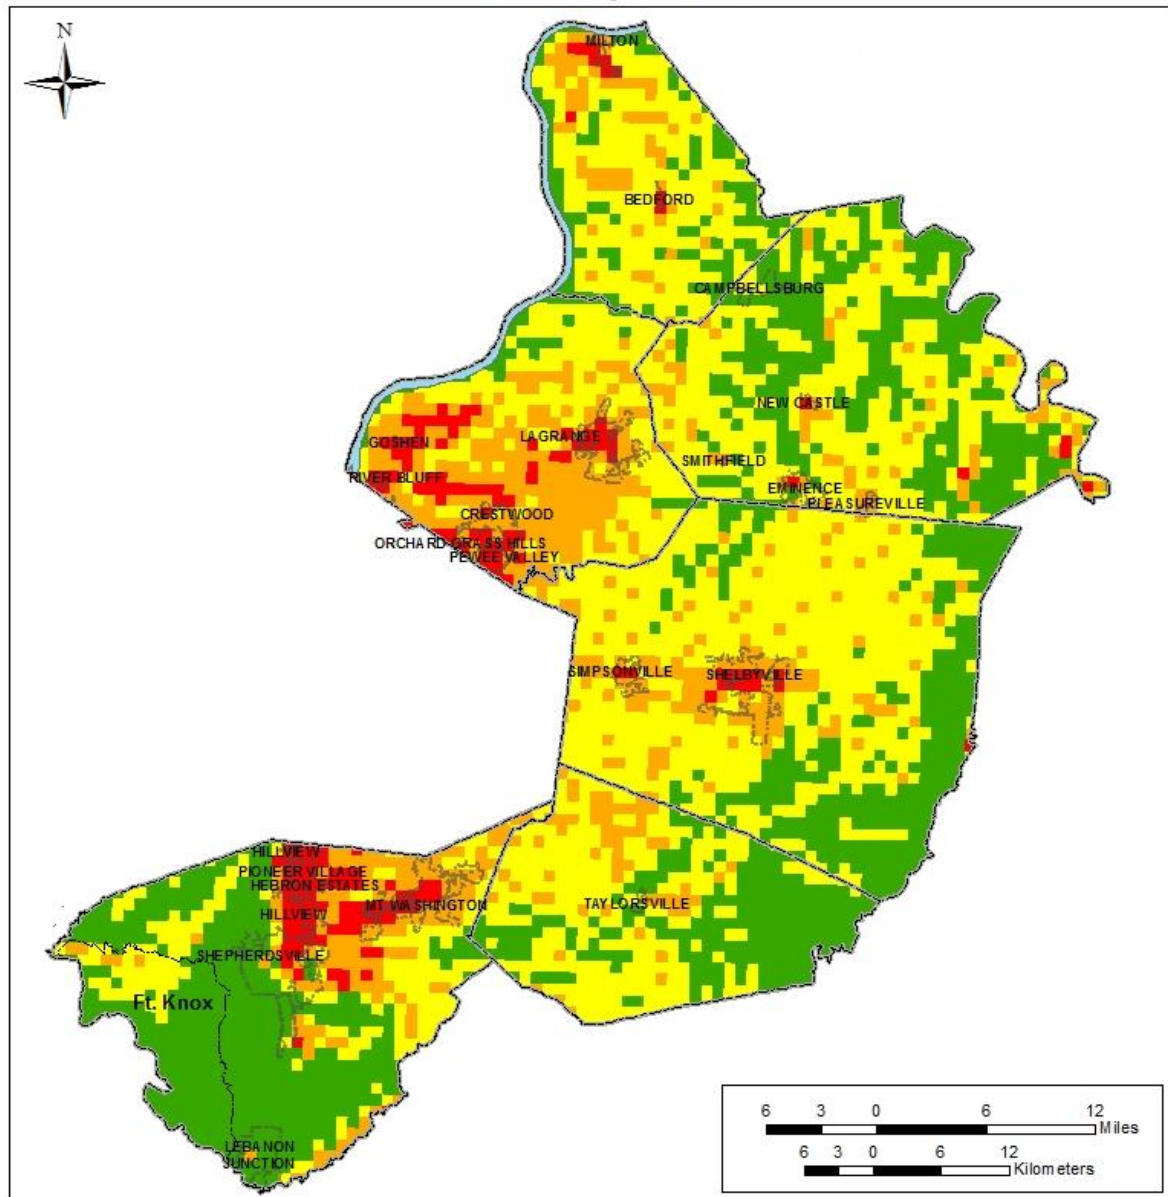 N
MILTON
BEDFORD
CAMPBELLSBURG
NEW CASTLE
GOSHEN
LAGRANGE
SMITHFIELD
RIVER BLUFF
EMINENCE
PLEASUREVILLE
CRESTWOOD
ORCHARD GRASS HILLS
PEWEE VALLEY
SIMPSONVILLE
SHELBYVILLE
HILLVIEW
PIONEER VILLAGE
HEBRON ESTATES
MT WASHINGTON
TAYLORSVILLE
HILLVIEW
SHEPHERDSVILLE
Ft. Knox
LEBANON
JUNCTION
6 3 0 6 12
Miles
6 3 0 6 12
Kilometers